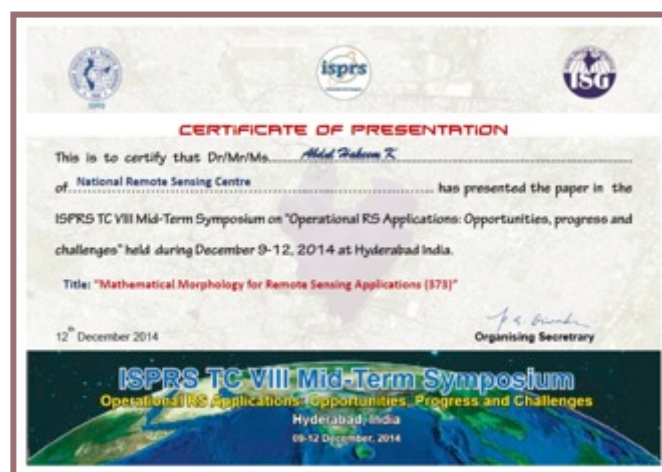 isprs
ISG
CERTIFICATE OF PRESENTATION
This is to certify that Dr/Mr/Ms.....Abdul Hakeem K.....
of..National Remote Sensing Centre..... has presented the paper in the
ISPRS TC VIII Mid-Term Symposium on "Operational RS Applications: Opportunities, progress and
challenges" held during December 9-12, 2014 at Hyderabad India.
Title: "Mathematical Morphology for Remote Sensing Applications (373)"
12th December 2014
Organising Secretrary
ISPRS TC VIII Mid-Term Symposium
Operational RS Applications: Opportunities, Progress and Challenges
Hyderabad, India
09-12 December, 2014